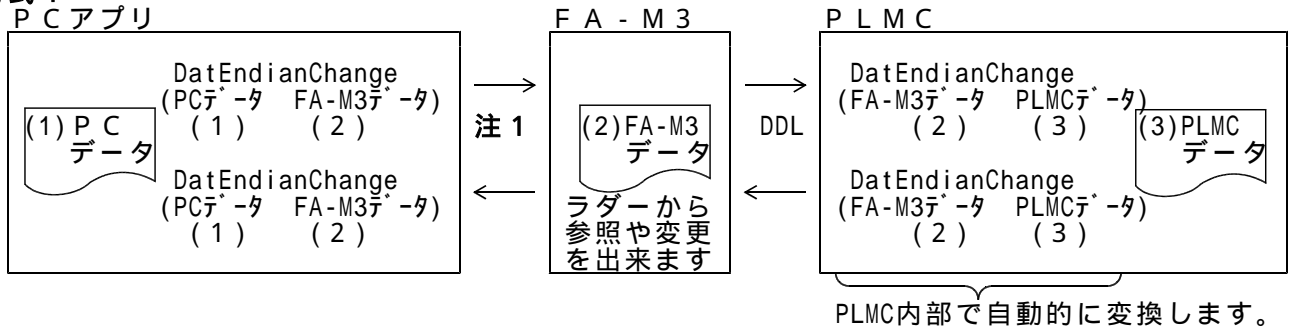 ＰＣアプリ
DatEndianChange
(PCﾃﾞｰﾀ　FA-M3ﾃﾞｰﾀ)
(１)　(２)
(1)ＰＣ
データ
DatEndianChange
(PCﾃﾞｰﾀ　FA-M3ﾃﾞｰﾀ)
(１)　(２)
注１
ＦＡ-Ｍ３
(2)FA-M3
データ
ラダーから
参照や変更
を出来ます
DDL
ＰＬＭＣ
DatEndianChange
(FA-M3ﾃﾞｰﾀ　PLMCﾃﾞｰﾀ)
(２)　(３)
(3)PLMC
データ
DatEndianChange
(FA-M3ﾃﾞｰﾀ　PLMCﾃﾞｰﾀ)
(２)　(３)
PLMC内部で自動的に変換します。